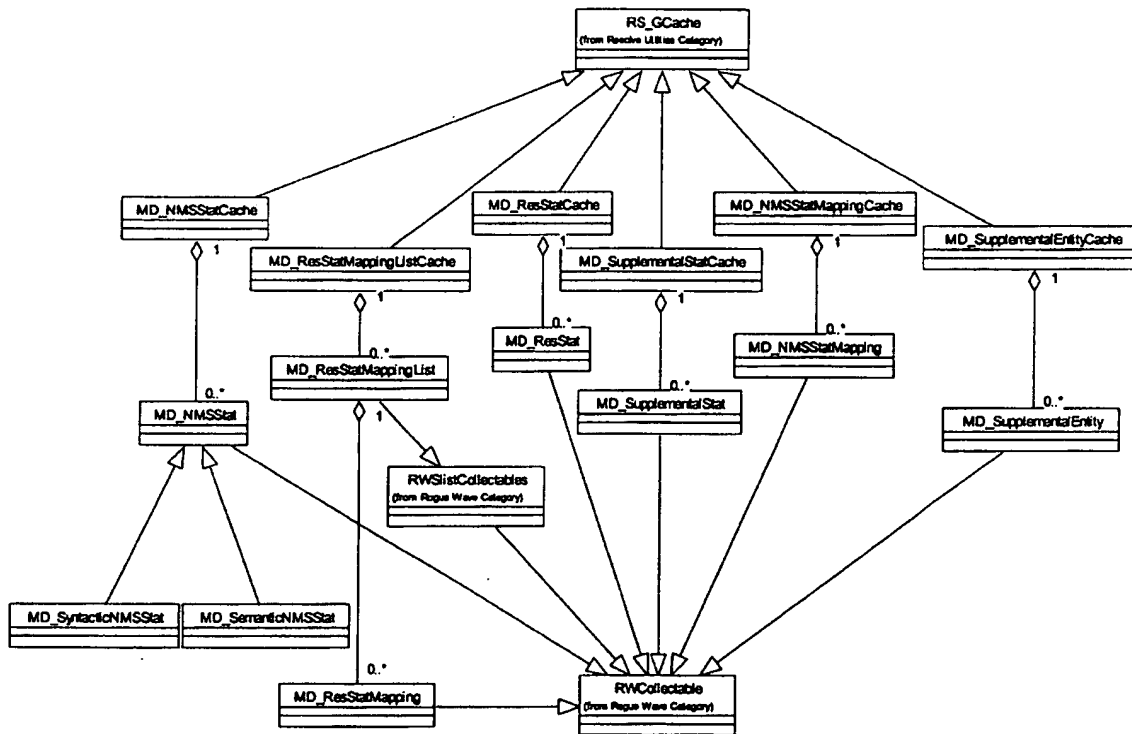 RS_GCache
(from Resolve Utilities Category)
MD_NMSStatCache
1
MD_ResStatCache
1
MD_NMSStatMappingCache
1
MD_ResStatMappingListCache
1
MD_SupplementalStatCache
1
MD_SupplementalEntityCache
1
0..*
MD_ResStat
0..*
MD_NMSStatMapping
0..*
MD_ResStatMappingList
1
0..*
MD_NMSStat
0..*
MD_SupplementalStat
0..*
MD_SupplementalEntity
RWSlistCollectables
(from Rogue Wave Category)
MD_SyntacticNMSStat
MD_SemanticNMSStat
0..*
MD_ResStatMapping
RWCollectable
(from Rogue Wave Category)